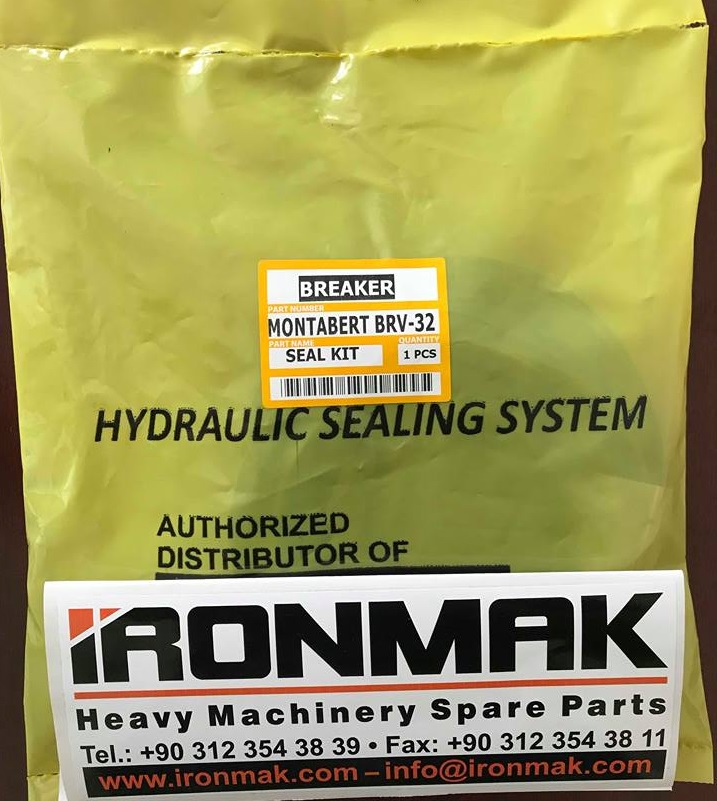 BREAKER
PART NUMBER
MONTABERT BRV-32
PART NAME QUANTITY
SEAL KIT 1 PCS
HYDRAULIC SEALING SYSTEM
AUTHORIZED
DISTRIBUTOR OF
IRONMAK
Heavy Machinery Spare Parts
Tel.: +90 312 354 38 39 • Fax: +90 312 354 38 11
www.ironmak.com – info@ironmak.com